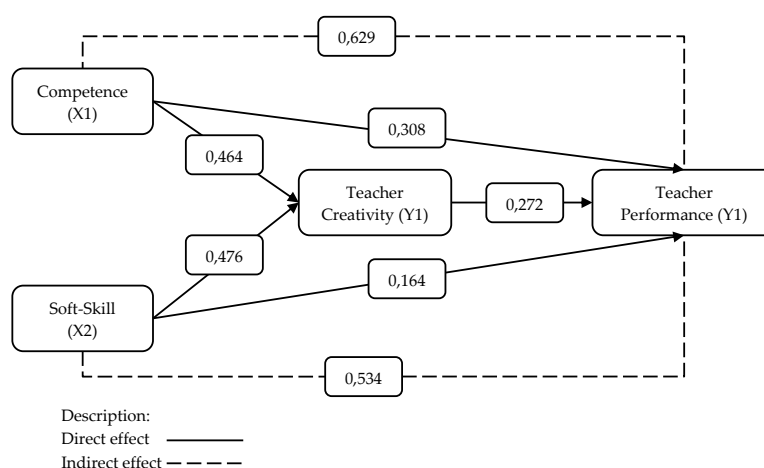 0,629
Competence
(X1)
0,308
0,464
Teacher
Creativity (Y1)
0,272
Teacher
Performance (Y1)
0,476
0,164
Soft-Skill
(X2)
0,534
Description:
Direct effect
Indirect effect